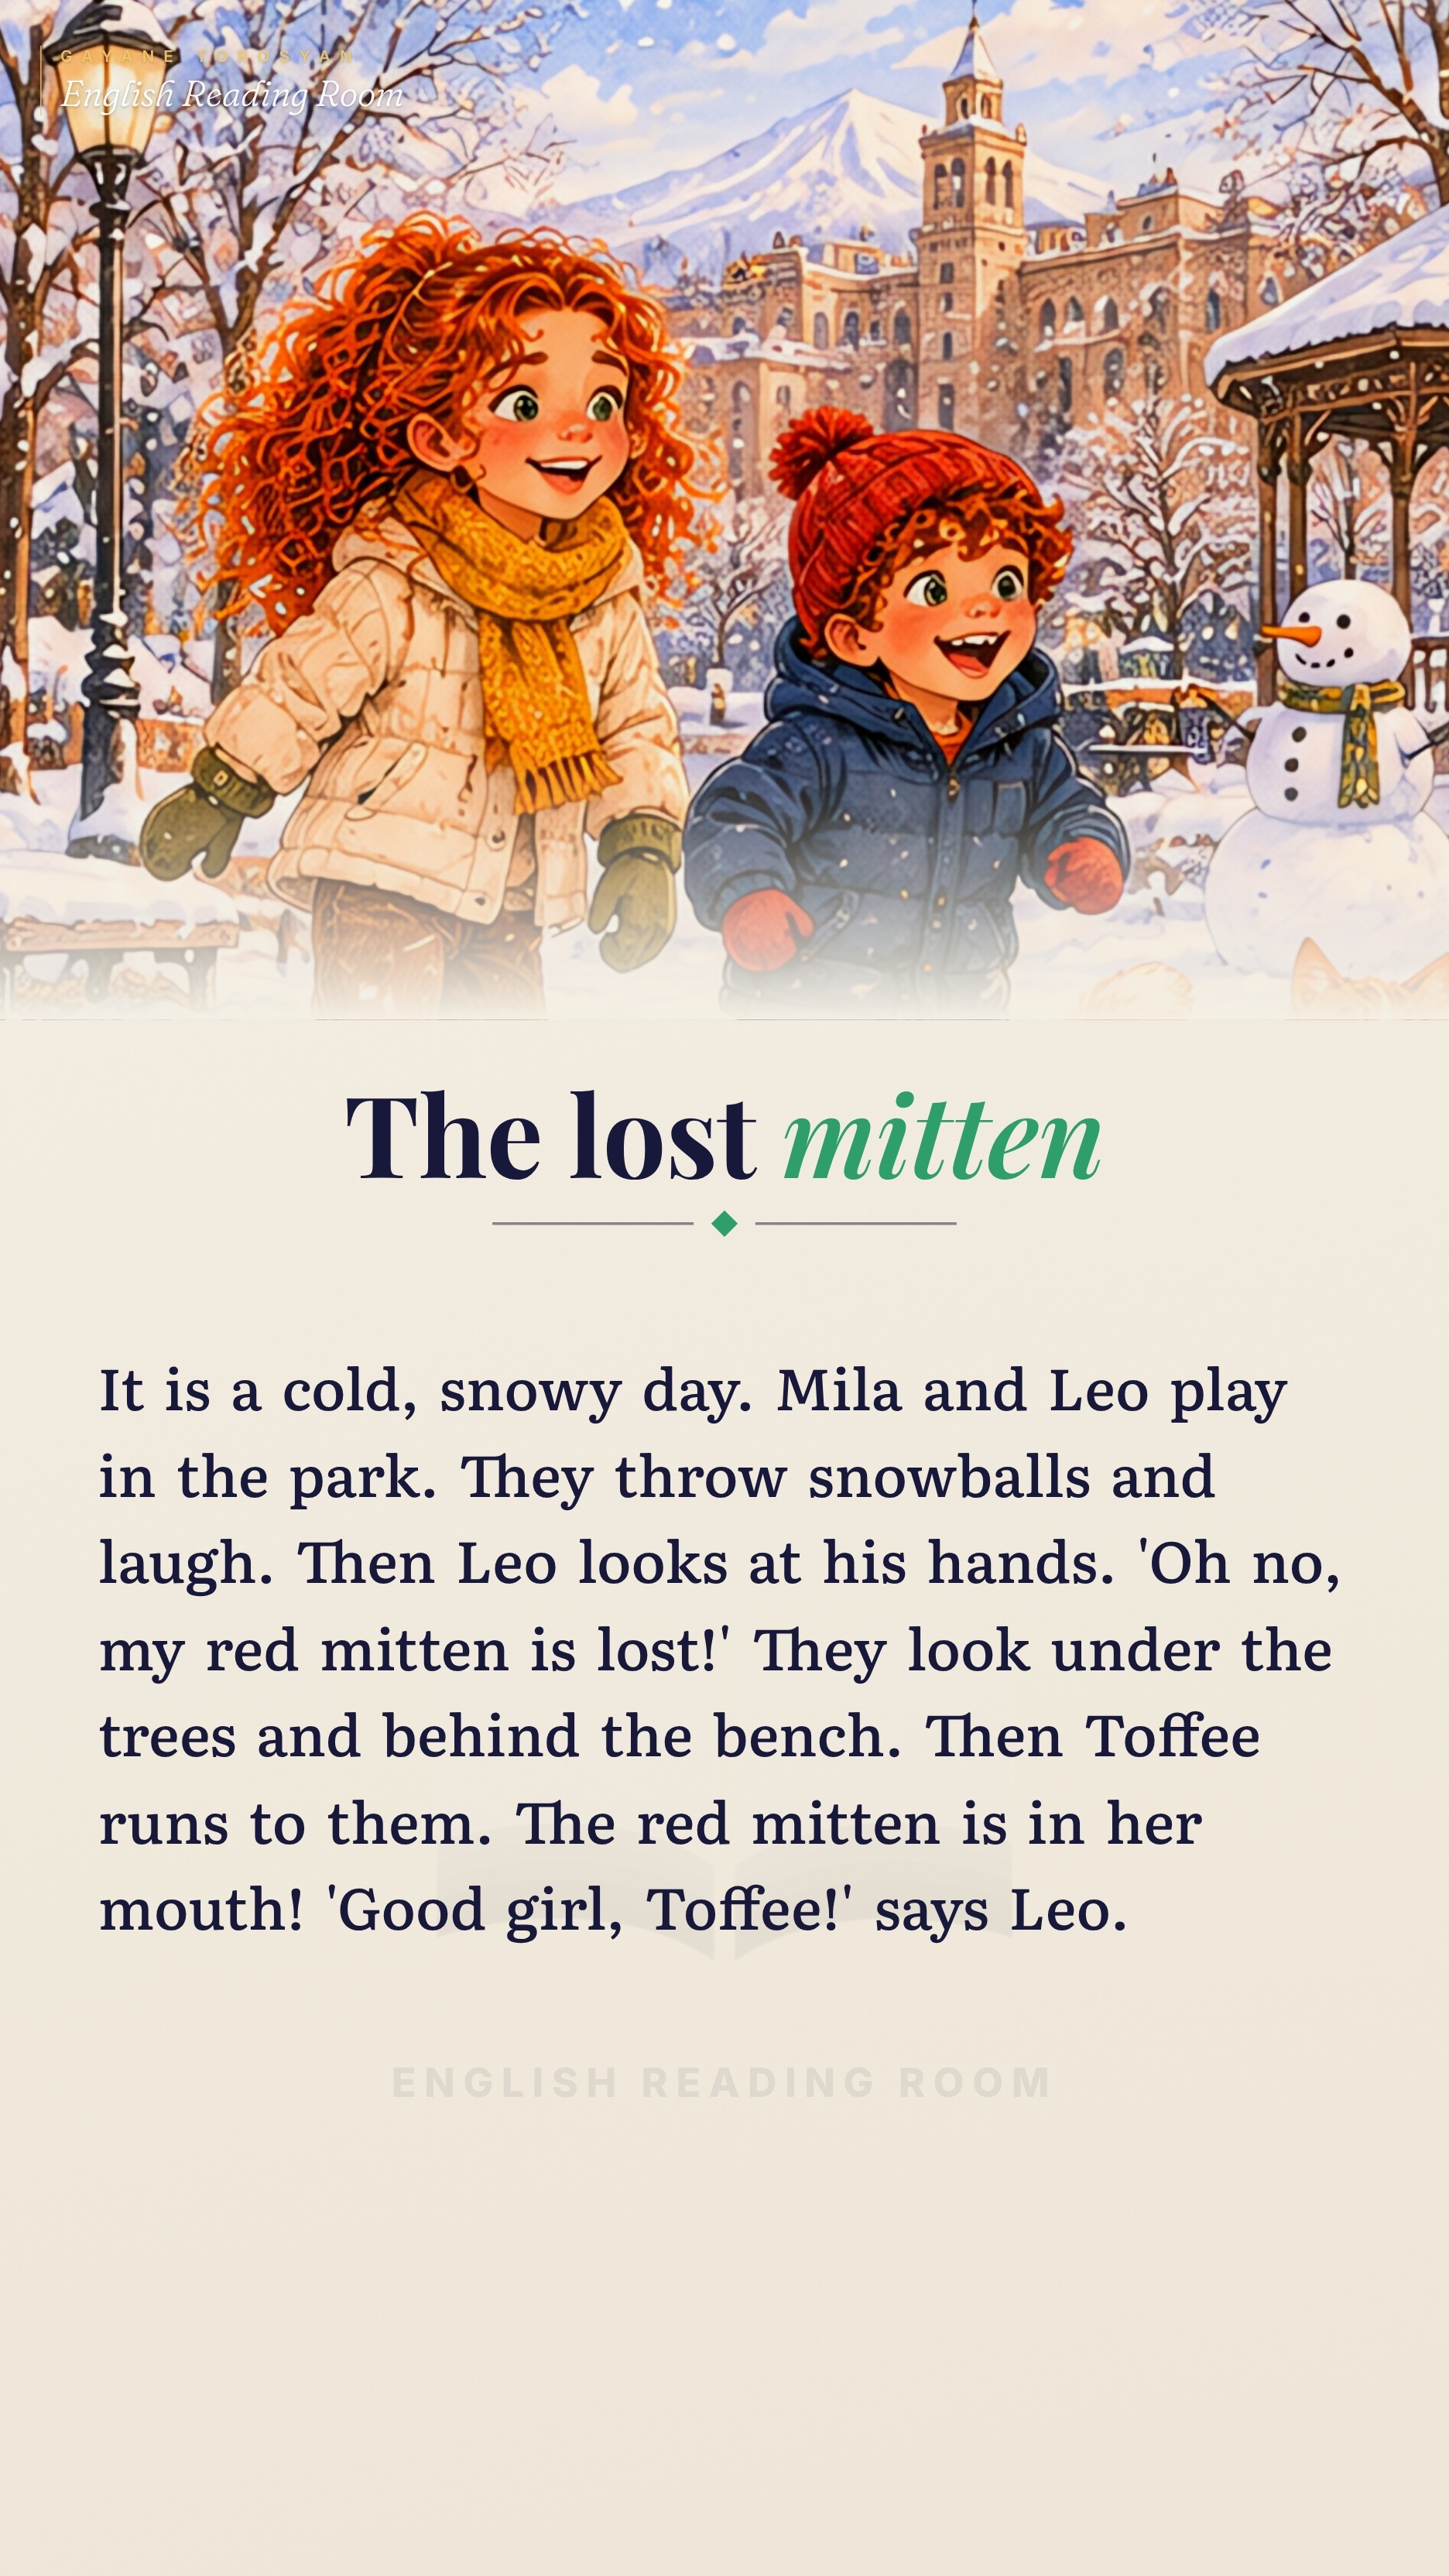 GAYANE TOROSYAN
English Reading Room
The lost mitten
It is a cold, snowy day. Mila and Leo play
in the park. They throw snowballs and
laugh. Then Leo looks at his hands. 'Oh no,
my red mitten is lost!' They look under the
trees and behind the bench. Then Toffee
runs to them. The red mitten is in her
mouth! 'Good girl, Toffee!' says Leo.
ENGLISH READING ROOM